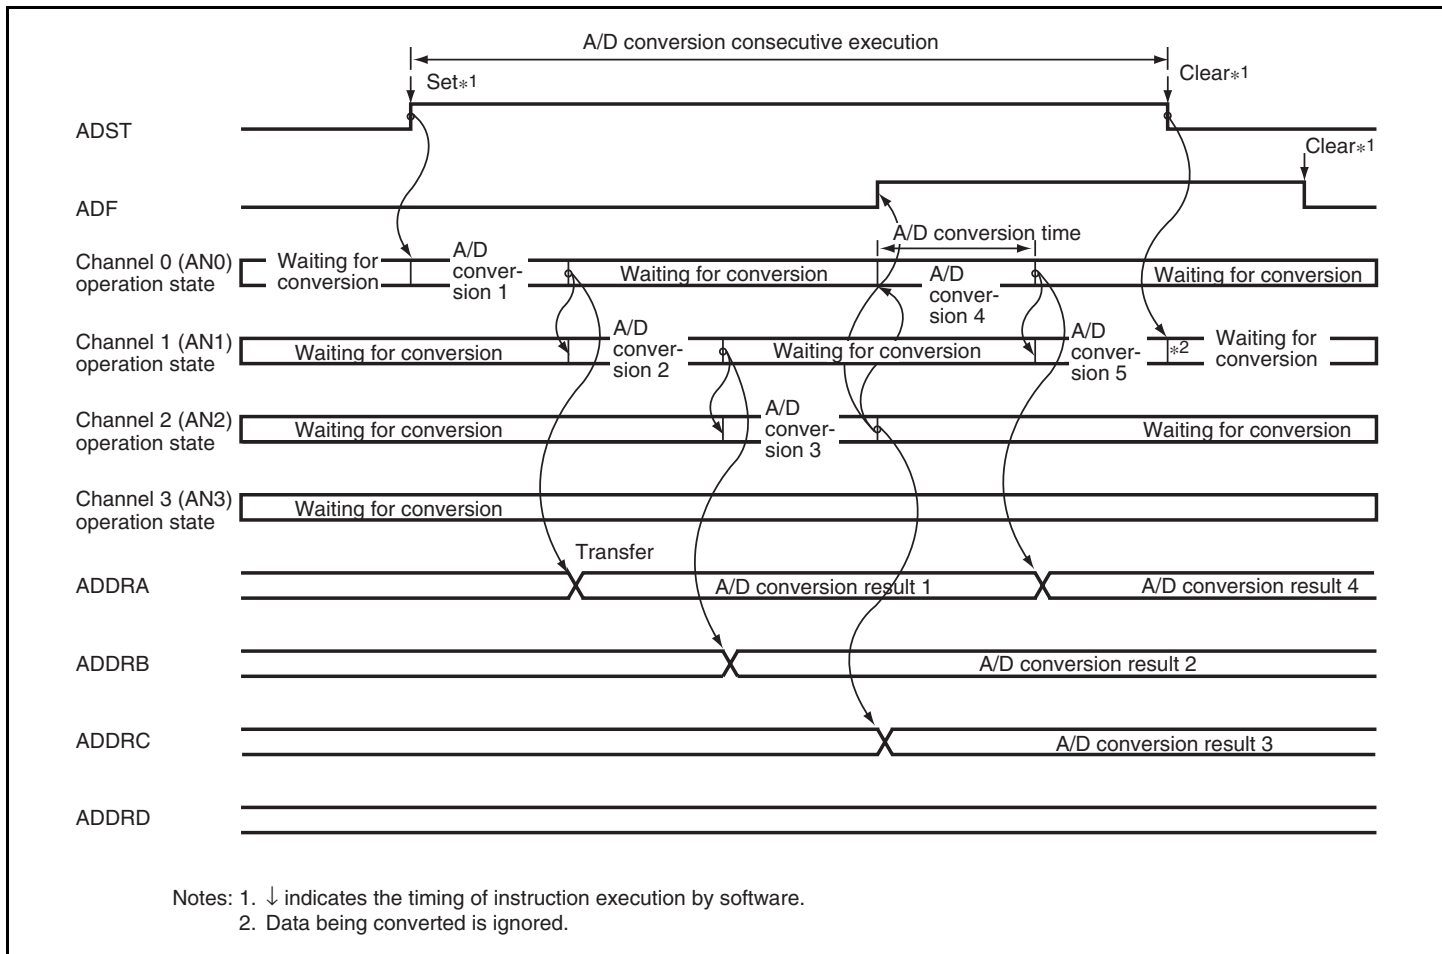 A/D conversion consecutive execution
Set*1
Clear*1
ADST
Clear*1
ADF
A/D conversion time
Channel 0 (AN0)
operation state
Waiting for
conversion
A/D
conver-
sion 1
Waiting for conversion
A/D
conver-
sion 4
Waiting for conversion
Channel 1 (AN1)
operation state
Waiting for conversion
A/D
conver-
sion 2
Waiting for conversion
A/D
conver-
sion 5
*2
Waiting for
conversion
Channel 2 (AN2)
operation state
Waiting for conversion
A/D
conver-
sion 3
Waiting for conversion
Channel 3 (AN3)
operation state
Waiting for conversion
Transfer
ADDRA
A/D conversion result 1
A/D conversion result 4
ADDRB
A/D conversion result 2
ADDRC
A/D conversion result 3
ADDRD
Notes: 1. ↓ indicates the timing of instruction execution by software.
2. Data being converted is ignored.